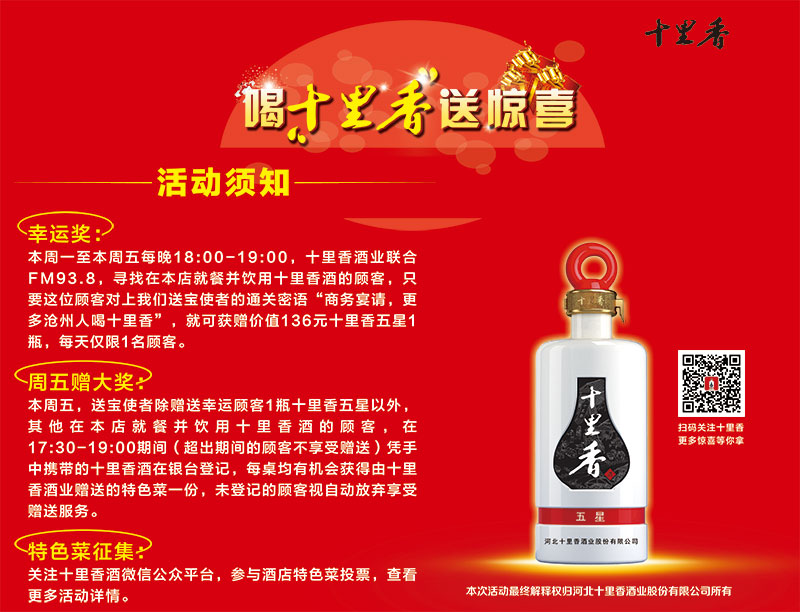 十里香
喝十里香送惊喜
活动须知
幸运奖：
本周一至本周五每晚18:00-19:00，十里香酒业联合
FM93.8，寻找在本店就餐并饮用十里香酒的顾客，只
要这位顾客对上我们送宝使者的通关密语“商务宴请，更
多沧州人喝十里香”，就可获赠价值136元十里香五星1
瓶，每天仅限1名顾客。
周五赠大奖：
本周五，送宝使者除赠送幸运顾客1瓶十里香五星以外，
其他在本店就餐并饮用十里香酒的顾客，在
17:30-19:00期间（超出期间的顾客不享受赠送）凭手
中携带的十里香酒在银台登记，每桌均有机会获得由十里
香酒业赠送的特色菜一份，未登记的顾客视自动放弃享受
赠送服务。
特色菜征集：
关注十里香酒微信公众平台，参与酒店特色菜投票，查看
更多活动详情。
十里香
十里香
五星
河北十里香酒业股份有限公司
扫码关注十里香
更多惊喜等你拿
本次活动最终解释权归河北十里香酒业股份有限公司所有